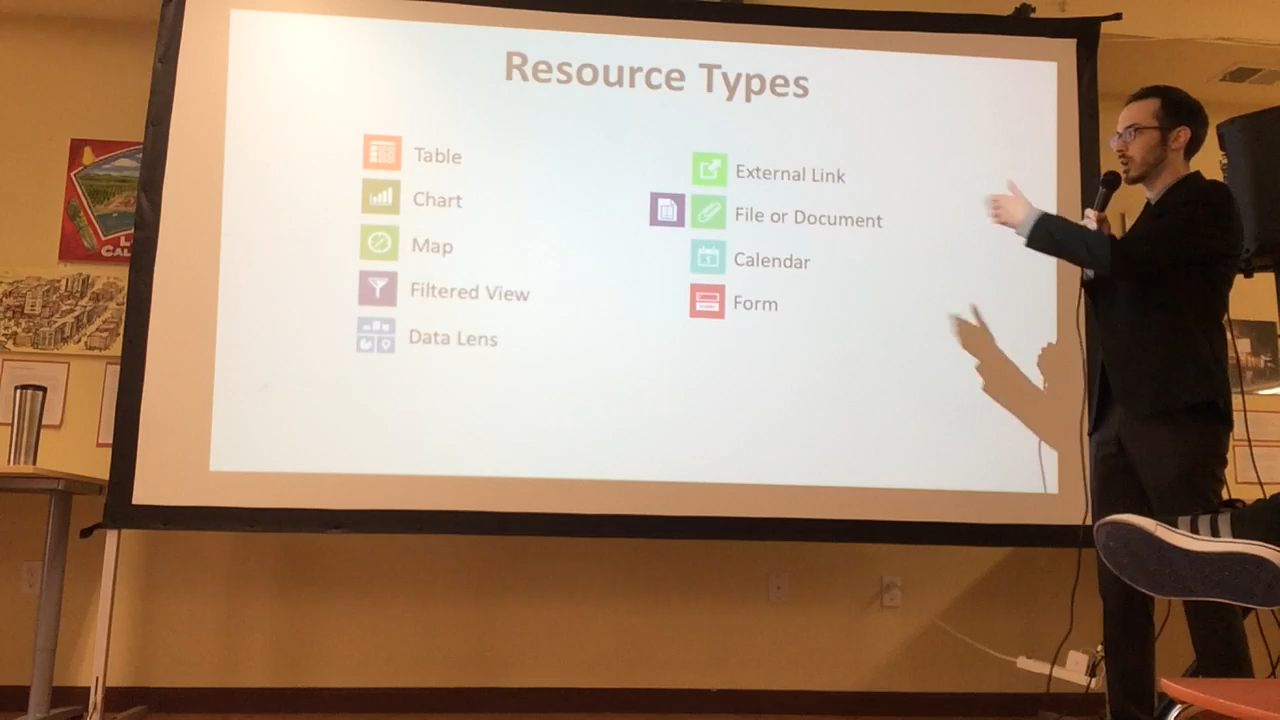 Resource Types
Table
Chart
Map
Filtered View
Data Lens
External Link
File or Document
Calendar
Form